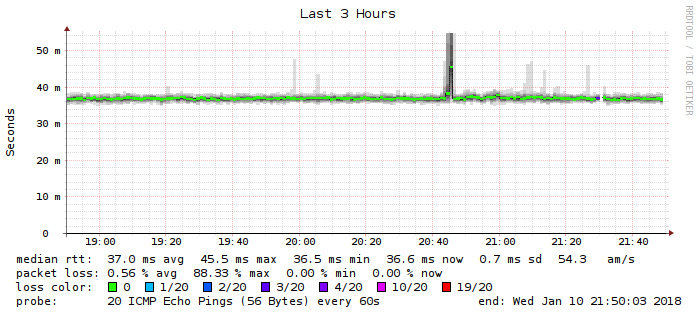 Last 3 Hours
RRDTOOL / TOBI OETIKER
Seconds
50 m
40 m
30 m
20 m
10 m
0
19:00 19:20 19:40 20:00 20:20 20:40 21:00 21:20 21:40
median rtt: 37.0 ms avg 45.5 ms max 36.5 ms min 36.6 ms now 0.7 ms sd 54.3 am/s
packet loss: 0.56 % avg 88.33 % max 0.00 % min 0.00 % now
loss color: 0 1/20 2/20 3/20 4/20 10/20 19/20
probe: 20 ICMP Echo Pings (56 Bytes) every 60s end: Wed Jan 10 21:50:03 2018